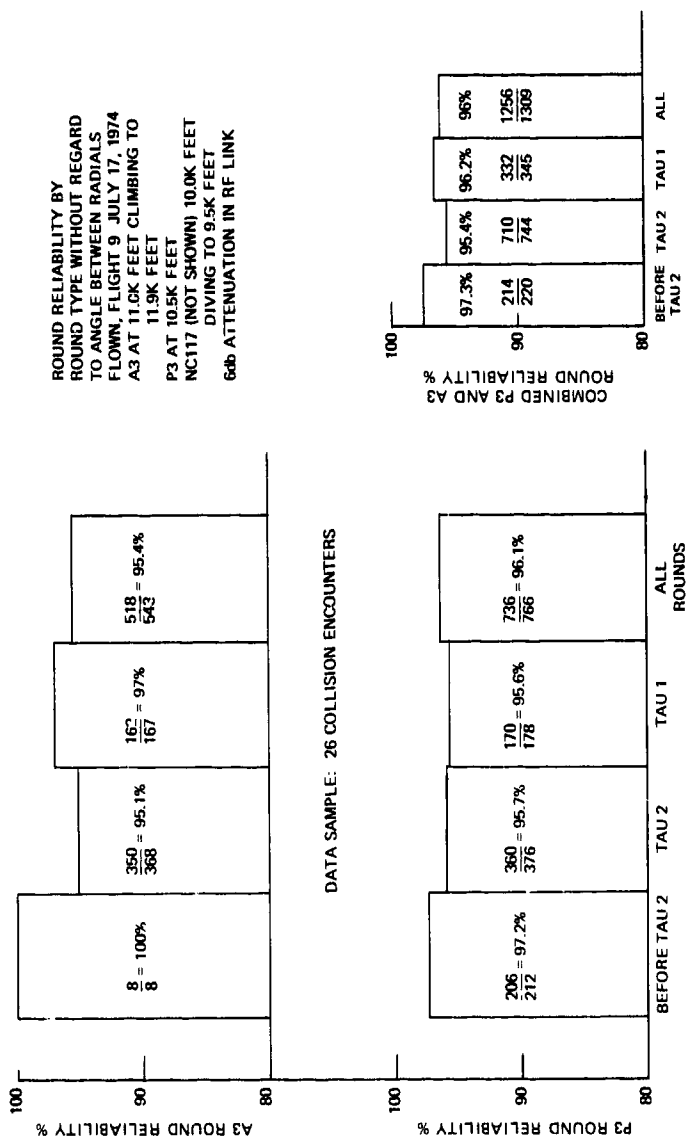 ROUND RELIABILITY BY
ROUND TYPE WITHOUT REGARD
TO ANGLE BETWEEN RADIALS
FLOWN, FLIGHT 9 JULY 17, 1974
A3 AT 11.0K FEET CLIMBING TO
11.9K FEET
P3 AT 10.5K FEET
NC117 (NOT SHOWN) 10.0K FEET
DIVING TO 9.5K FEET
6db ATTENUATION IN RF LINK
A3 ROUND RELIABILITY %
100
90
80
8/8 = 100%
350/368 = 95.1%
162/167 = 97%
518/543 = 95.4%
DATA SAMPLE: 26 COLLISION ENCOUNTERS
P3 ROUND RELIABILITY %
100
90
80
206/212 = 97.2%
360/376 = 95.7%
170/178 = 95.6%
736/766 = 96.1%
BEFORE TAU 2
TAU 2
TAU 1
ALL
ROUNDS
COMBINED P3 AND A3
ROUND RELIABILITY %
100
90
80
97.3%
214/220
95.4%
710/744
96.2%
332/345
96%
1256/1309
BEFORE
TAU 2
TAU 2
TAU 1
ALL